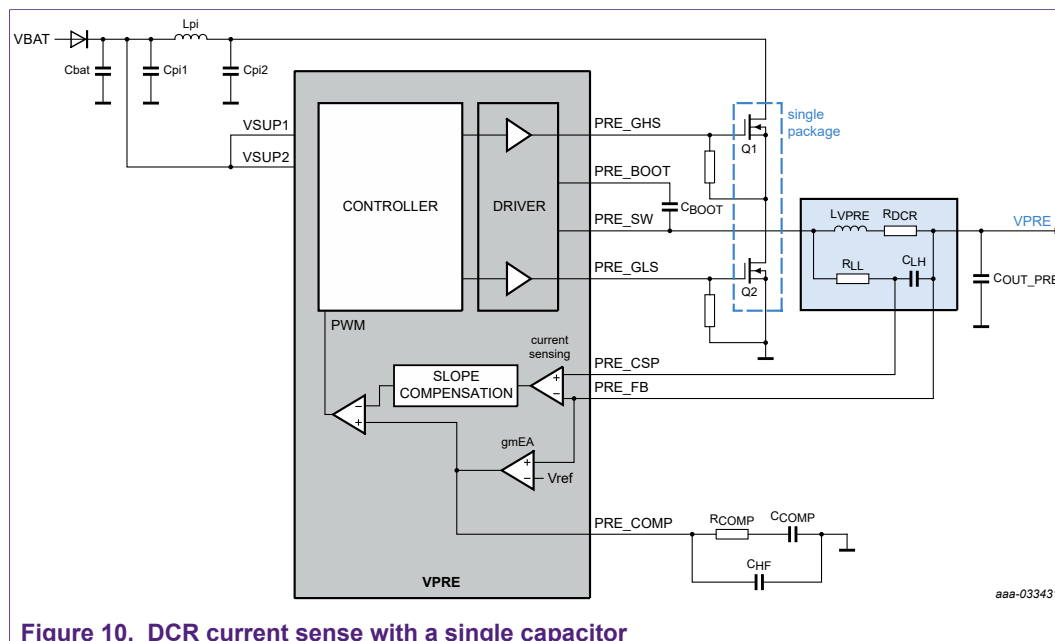 VBAT
Lpi
Cbat
Cpi1
Cpi2
VSUP1
VSUP2
CONTROLLER
DRIVER
PRE_GHS
PRE_BOOT
CBOOT
PRE_SW
PRE_GLS
Q1
single
package
Q2
LVPRE
RDCR
RLL
CLH
VPRE
COUT_PRE
PWM
current
sensing
SLOPE
COMPENSATION
+
−
−
+
PRE_CSP
PRE_FB
gmEA
+
−
Vref
PRE_COMP
RCOMP
CCOMP
CHF
VPRE
aaa-033431
Figure 10. DCR current sense with a single capacitor